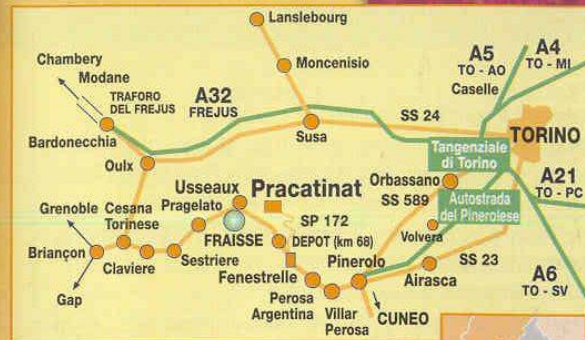 Lanslebourg
Chambery
Modane
Moncenisio
A5
TO - AO
A4
TO - MI
Caselle
TRAFORO
DEL FREJUS
A32
FREJUS
SS 24
Bardonecchia
Susa
TORINO
Tangenziale
di Torino
Oulx
Orbassano
A21
TO - PC
Usseaux
Pracatinat
SS 589
Autostrada
del Pinerolese
Grenoble
Cesana
Torinese
Pragelato
SP 172
Volvera
FRAISSE
DEPOT (km 68)
Briançon
Pinerolo
SS 23
Claviere
Sestriere
Fenestrelle
Airasca
A6
TO - SV
Gap
Perosa
Argentina
Villar
Perosa
CUNEO